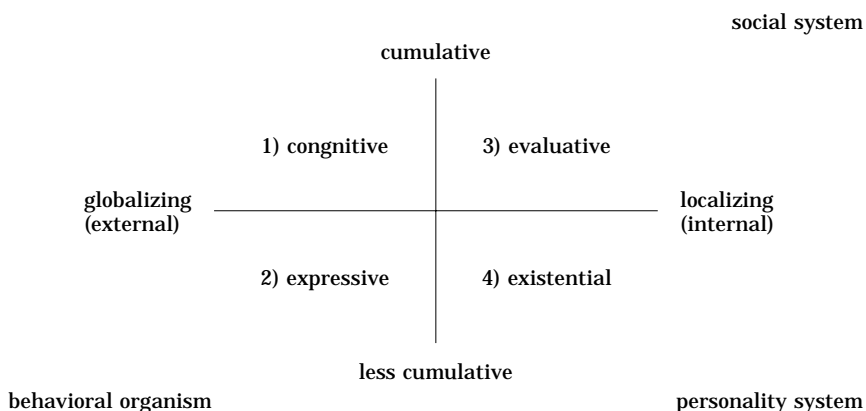 social system
cumulative
1) congnitive
3) evaluative
globalizing
(external)
localizing
(internal)
2) expressive
4) existential
less cumulative
behavioral organism
personality system